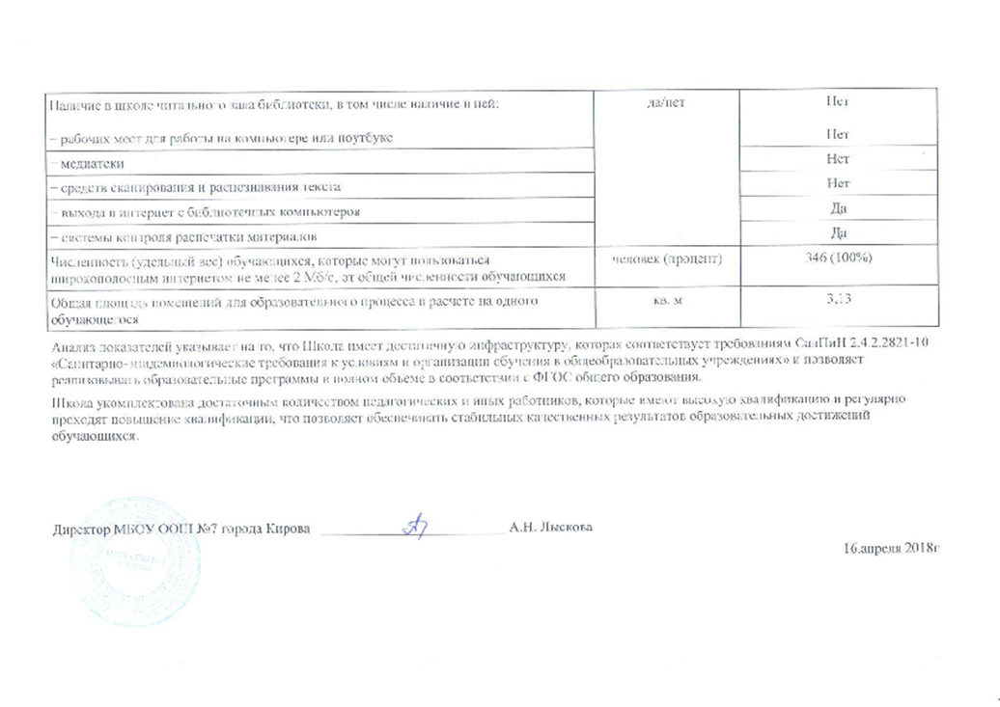 Наличие в школе читального зала библиотеки, в том числе наличие в ней: да/нет Нет
− рабочих мест для работы на компьютере или ноутбуке Нет
− медиатеки Нет
− средств сканирования и распознавания текста Нет
− выхода в интернет с библиотечных компьютеров Да
− системы контроля распечатки материалов Да
Численность (удельный вес) обучающихся, которые могут пользоваться человек (процент) 346 (100%)
широкополосным интернетом не менее 2 Мб/с, от общей численности обучающихся
Общая площадь помещений для образовательного процесса в расчете на одного кв. м 3,13
обучающегося
Анализ показателей указывает на то, что Школа имеет достаточную инфраструктуру, которая соответствует требованиям СанПиН 2.4.2.2821-10
«Санитарно-эпидемиологические требования к условиям и организации обучения в общеобразовательных учреждениях» и позволяет
реализовывать образовательные программы в полном объеме в соответствии с ФГОС общего образования.
Школа укомплектована достаточным количеством педагогических и иных работников, которые имеют высокую квалификацию и регулярно
проходят повышение квалификации, что позволяет обеспечивать стабильных качественных результатов образовательных достижений
обучающихся.
Директор МБОУ ООШ №7 города Кирова А.Н. Лыскова
16.апреля 2018г